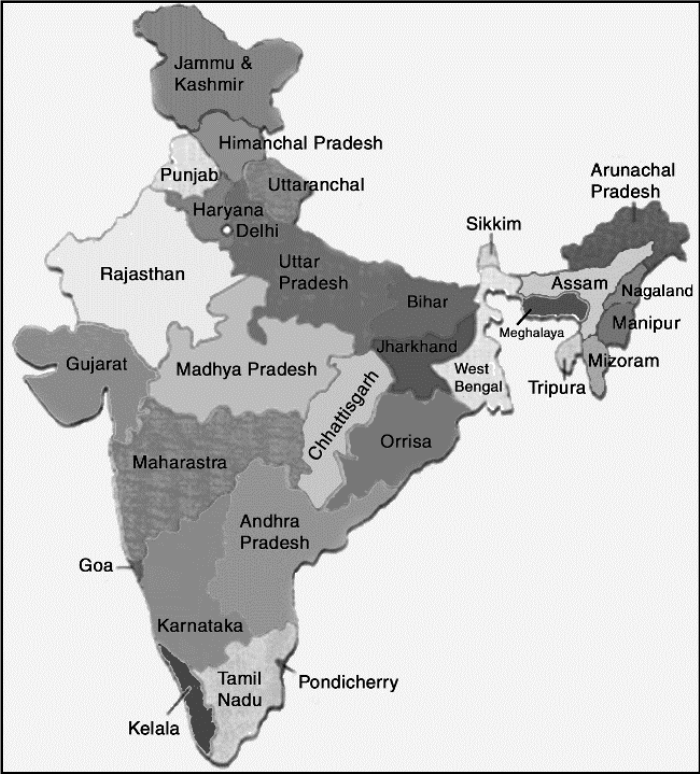 Jammu &
Kashmir
Himanchal Pradesh
Punjab
Uttaranchal
Arunachal
Pradesh
Haryana
Delhi
Sikkim
Rajasthan
Uttar
Pradesh
Assam
Nagaland
Bihar
Manipur
Meghalaya
Jharkhand
Gujarat
Madhya Pradesh
West
Bengal
Mizoram
Tripura
Chhattisgarh
Orrisa
Maharastra
Andhra
Pradesh
Goa
Karnataka
Tamil
Nadu
Pondicherry
Kelala